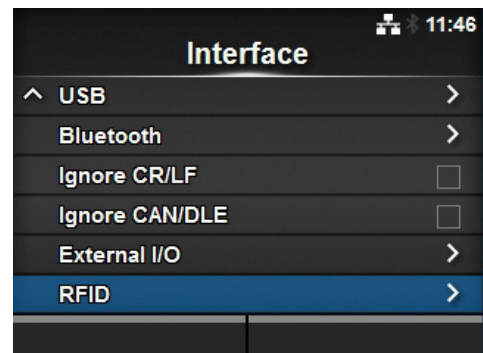 11:46
Interface
USB
Bluetooth
Ignore CR/LF
Ignore CAN/DLE
External I/O
RFID